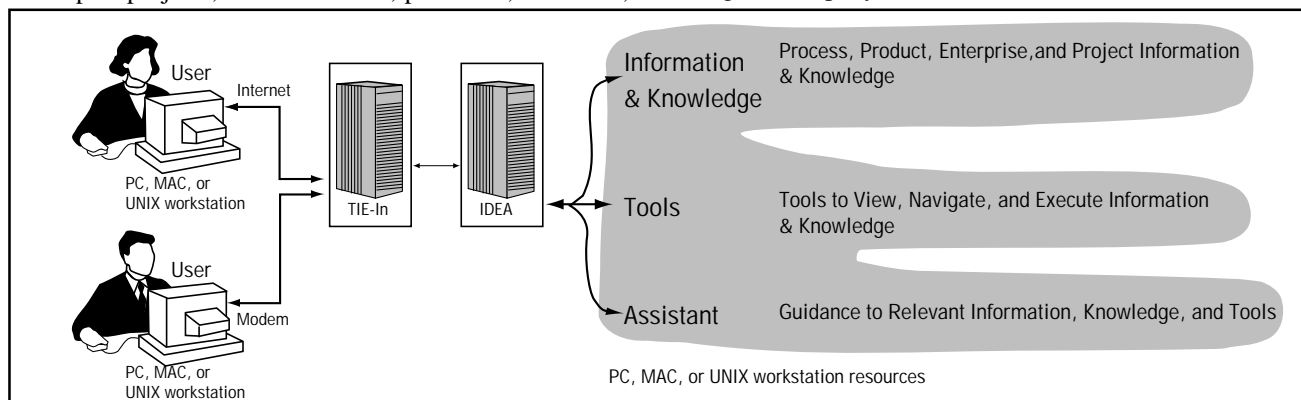 User
Internet
PC, MAC, or
UNIX workstation
User
Modem
PC, MAC, or
UNIX workstation
TIE-In
IDEA
Information
& Knowledge
Process, Product, Enterprise,and Project Information
& Knowledge
Tools
Tools to View, Navigate, and Execute Information
& Knowledge
Assistant
Guidance to Relevant Information, Knowledge, and Tools
PC, MAC, or UNIX workstation resources